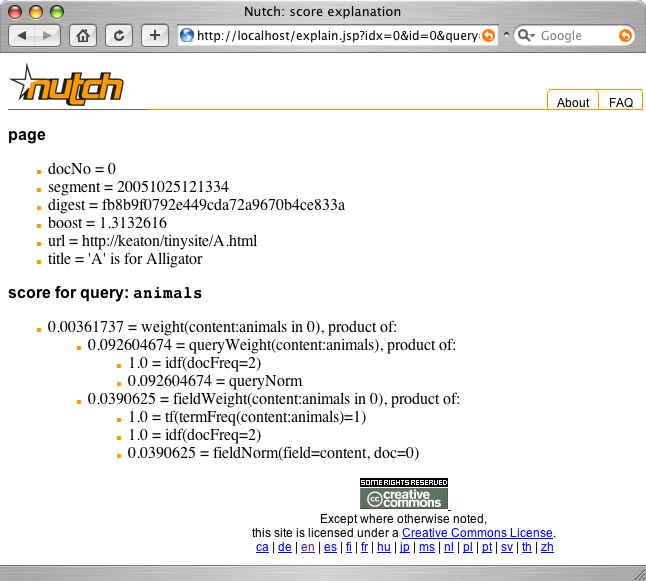 Nutch: score explanation
http://localhost/explain.jsp?idx=0&id=0&query=
Google
nutch
About
FAQ
page
docNo = 0
segment = 20051025121334
digest = fb8b9f0792e449cda72a9670b4ce833a
boost = 1.3132616
url = http://keaton/tinysite/A.html
title = 'A' is for Alligator
score for query: animals
0.00361737 = weight(content:animals in 0), product of:
0.092604674 = queryWeight(content:animals), product of:
1.0 = idf(docFreq=2)
0.092604674 = queryNorm
0.0390625 = fieldWeight(content:animals in 0), product of:
1.0 = tf(termFreq(content:animals)=1)
1.0 = idf(docFreq=2)
0.0390625 = fieldNorm(field=content, doc=0)
SOME RIGHTS RESERVED
cc creative commons
Except where otherwise noted,
this site is licensed under a Creative Commons License.
ca | de | en | es | fi | fr | hu | jp | ms | nl | pl | pt | sv | th | zh